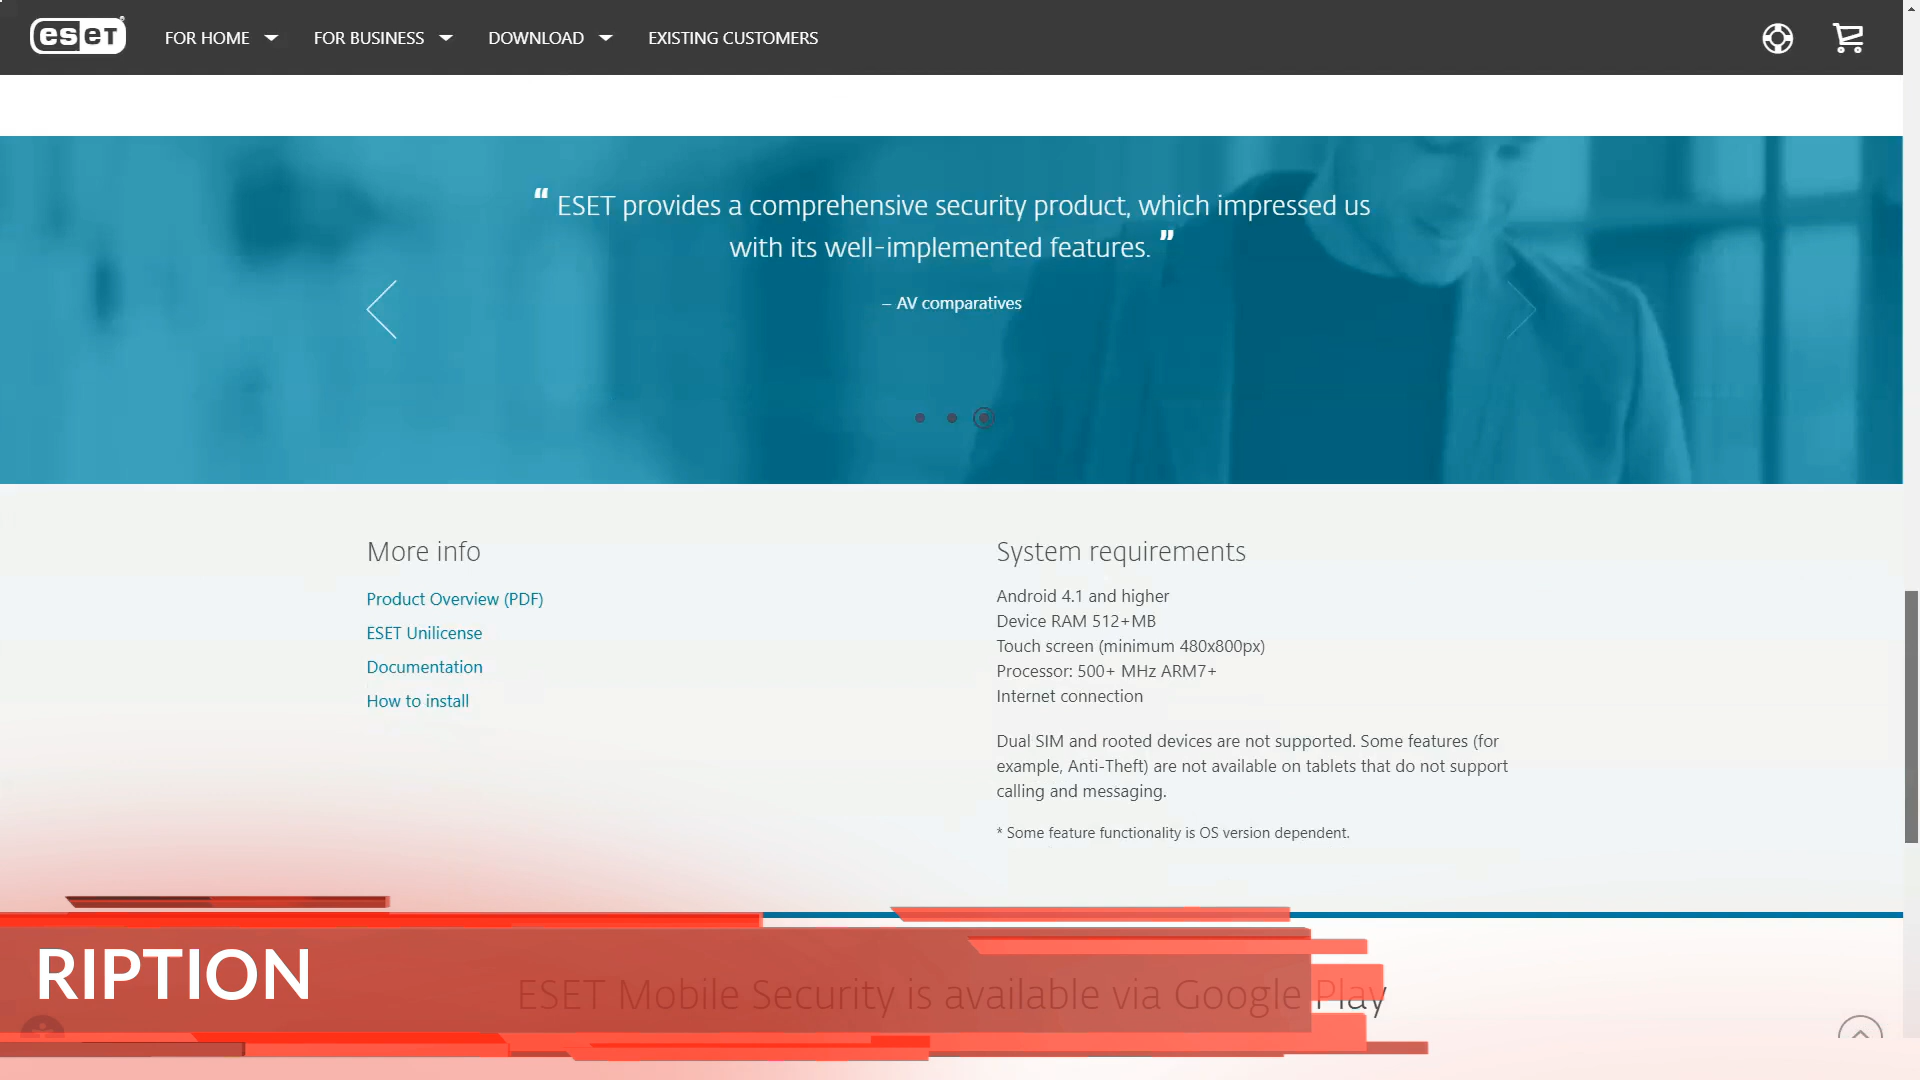 eset
FOR HOME
FOR BUSINESS
DOWNLOAD
EXISTING CUSTOMERS
“ ESET provides a comprehensive security product, which impressed us
with its well-implemented features. ”
– AV comparatives
More info
Product Overview (PDF)
ESET Unilicense
Documentation
How to install
System requirements
Android 4.1 and higher
Device RAM 512+MB
Touch screen (minimum 480x800px)
Processor: 500+ MHz ARM7+
Internet connection
Dual SIM and rooted devices are not supported. Some features (for
example, Anti-Theft) are not available on tablets that do not support
calling and messaging.
* Some feature functionality is OS version dependent.
RIPTION
ESET Mobile Security is available via Google Play